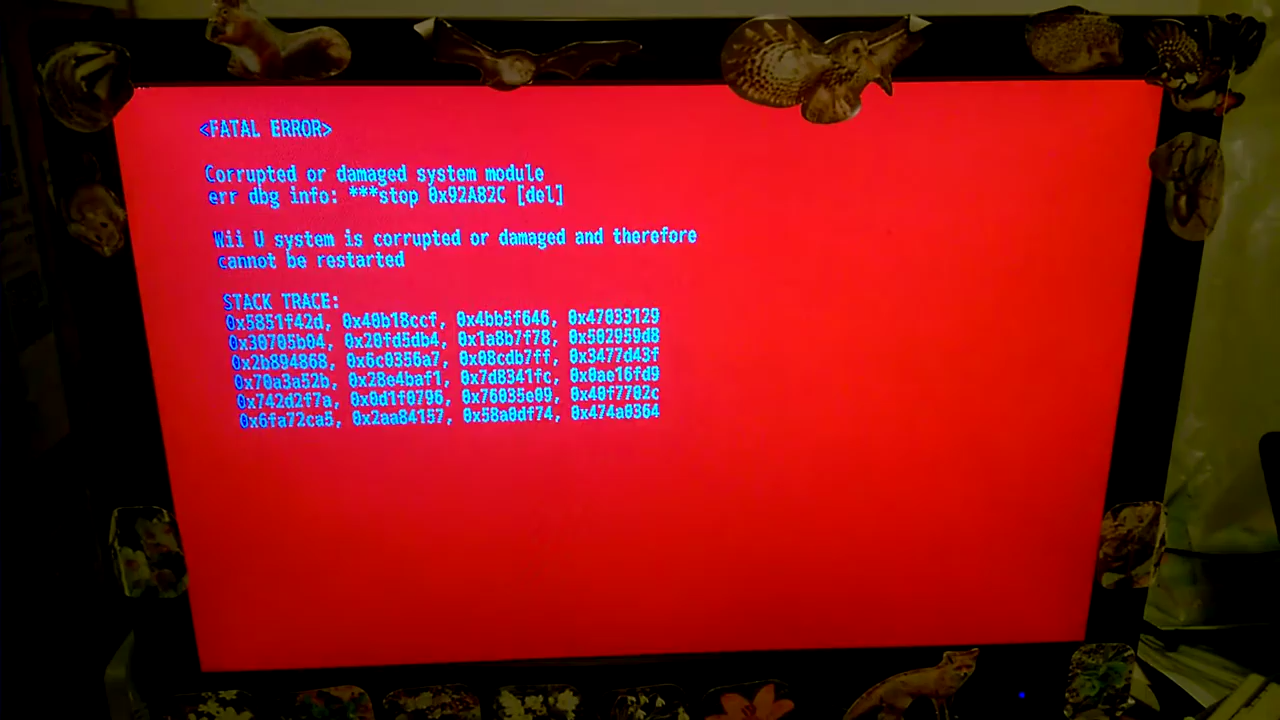 <FATAL ERROR>
Corrupted or damaged system module
err dbg info: ***stop 0x92A82C [del]
Wii U system is corrupted or damaged and therefore
cannot be restarted
STACK TRACE:
0x5851f42d, 0x40b18ccf, 0x4bb5f646, 0x47033129
0x30705b04, 0x20fd5db4, 0x1a8b7f78, 0x502959d8
0x2b894868, 0x6c0356a7, 0x08cdb7ff, 0x3477d43f
0x70a3a52b, 0x28e4baf1, 0x7d8341fc, 0x0ae16fd9
0x742d2f7a, 0x0d1f0796, 0x76035e09, 0x40f7702c
0x6fa72ca5, 0x2aa84157, 0x58a0df74, 0x474a0364